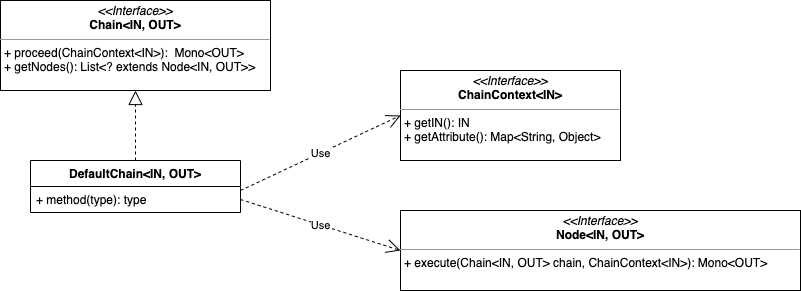 <<Interface>>
Chain<IN, OUT>
+ proceed(ChainContext<IN>): Mono<OUT>
+ getNodes(): List<? extends Node<IN, OUT>>
<<Interface>>
ChainContext<IN>
+ getIN(): IN
+ getAttribute(): Map<String, Object>
Use
DefaultChain<IN, OUT>
+ method(type): type
Use
<<Interface>>
Node<IN, OUT>
+ execute(Chain<IN, OUT> chain, ChainContext<IN>): Mono<OUT>